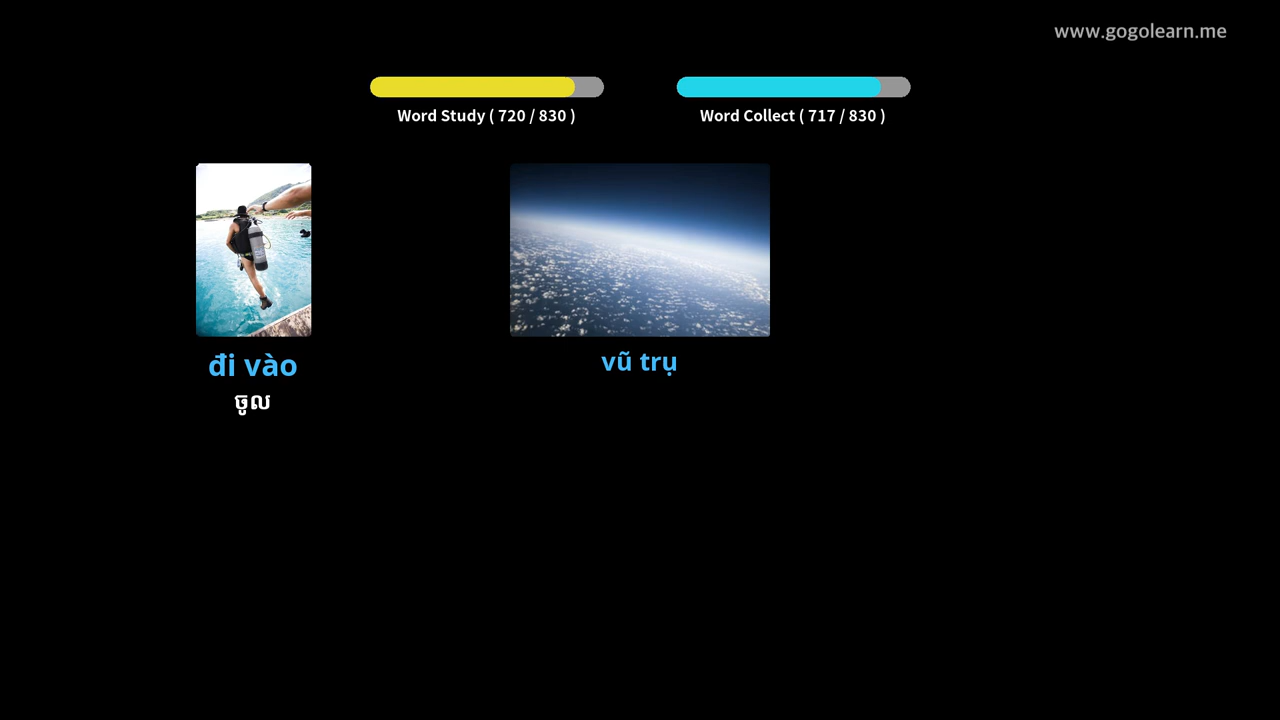 www.gogolearn.me
Word Study ( 720 / 830 )
Word Collect ( 717 / 830 )
đi vào
ចូល
vũ trụ